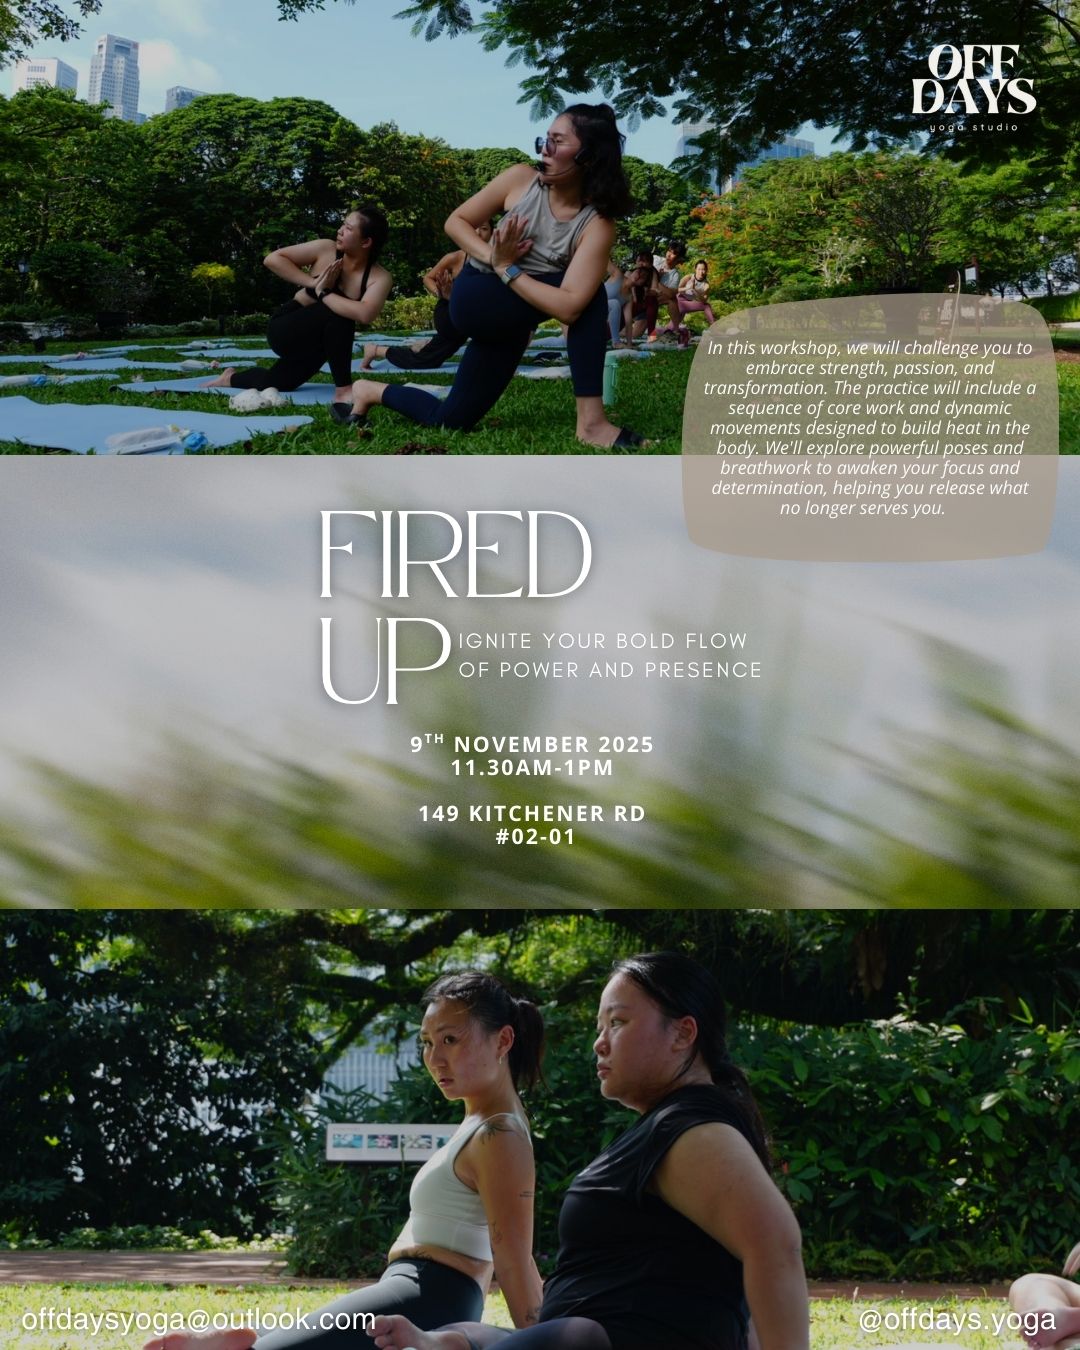 OFF
DAYS
yoga studio
In this workshop, we will challenge you to
embrace strength, passion, and
transformation. The practice will include a
sequence of core work and dynamic
movements designed to build heat in the
body. We'll explore powerful poses and
breathwork to awaken your focus and
determination, helping you release what
no longer serves you.
FIRED
UP
IGNITE YOUR BOLD FLOW
OF POWER AND PRESENCE
9TH NOVEMBER 2025
11.30AM-1PM
149 KITCHENER RD
#02-01
offdaysyoga@outlook.com
@offdays.yoga